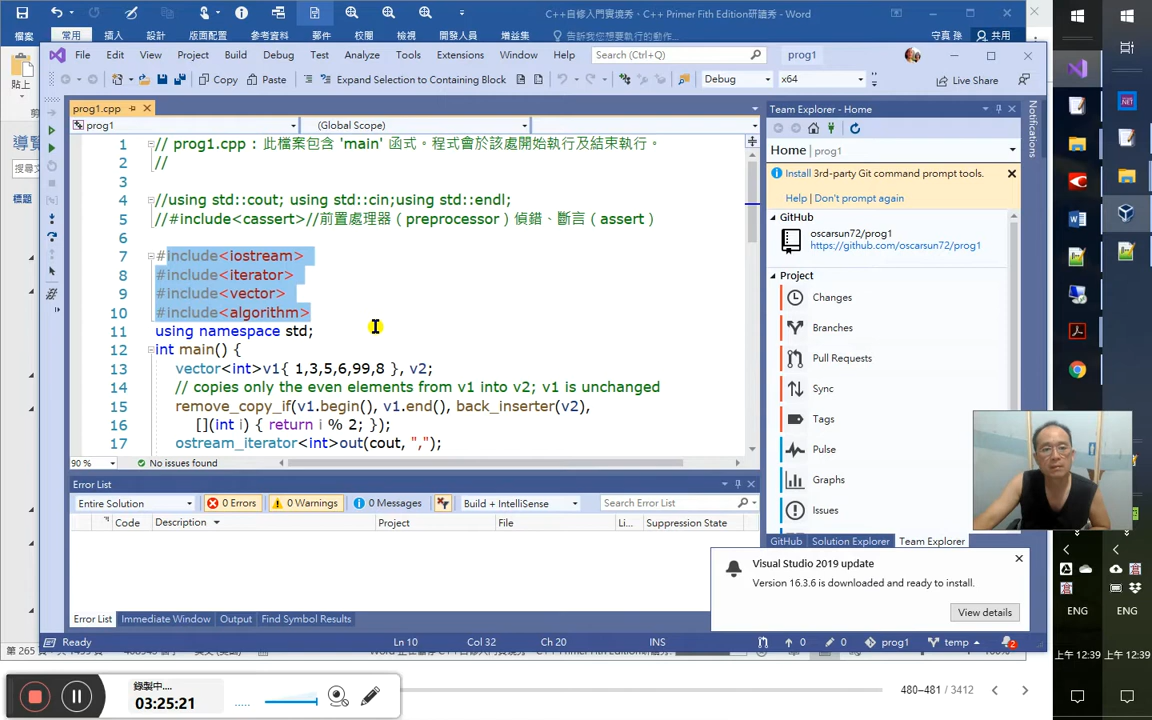 C++自修入門實境秀、C++ Primer Fith Edition研讀秀。 - Word
檔案 常用 插入 設計 版面配置 參考資料 郵件 校閱 檢視 開發人員 增益集 告訴我您想要執行的動作 守真 孫 共用
貼上
File Edit View Project Build Debug Test Analyze Tools Extensions Window Help Search (Ctrl+Q) prog1
Copy Paste Expand Selection to Containing Block Debug x64 Live Share
prog1.cpp
prog1 (Global Scope)
1 // prog1.cpp : 此檔案包含 'main' 函式。程式會於該處開始執行及結束執行。
2 //
3
4 //using std::cout; using std::cin;using std::endl;
5 //#include<cassert>//前置處理器（preprocessor）偵錯、斷言（assert）
6
7 #include<iostream>
8 #include<iterator>
9 #include<vector>
10 #include<algorithm>
11 using namespace std;
12 int main() {
13 vector<int>v1{ 1,3,5,6,99,8 }, v2;
14 // copies only the even elements from v1 into v2; v1 is unchanged
15 remove_copy_if(v1.begin(), v1.end(), back_inserter(v2),
16 [](int i) { return i % 2; });
17 ostream_iterator<int>out(cout, ",");
90 % No issues found
導覽
標題
Error List
Entire Solution 0 Errors 0 Warnings 0 Messages Build + IntelliSense Search Error List
Code Description Project File Li... Suppression State
Error List Immediate Window Output Find Symbol Results
Ready Ln 10 Col 32 Ch 20 INS 0 0 prog1 temp 2
Team Explorer - Home
Home prog1
Install 3rd-party Git command prompt tools.
Help Don't prompt again
GitHub
oscarsun72/prog1
https://github.com/oscarsun72/prog1
Project
Changes
Branches
Pull Requests
Sync
Tags
Pulse
Graphs
Issues
GitHub Solution Explorer Team Explorer
Notifications
Visual Studio 2019 update
Version 16.3.6 is downloaded and ready to install.
View details
錄製中....
03:25:21
480–481 / 3412
ENG ENG
上午 12:39 上午 12:39